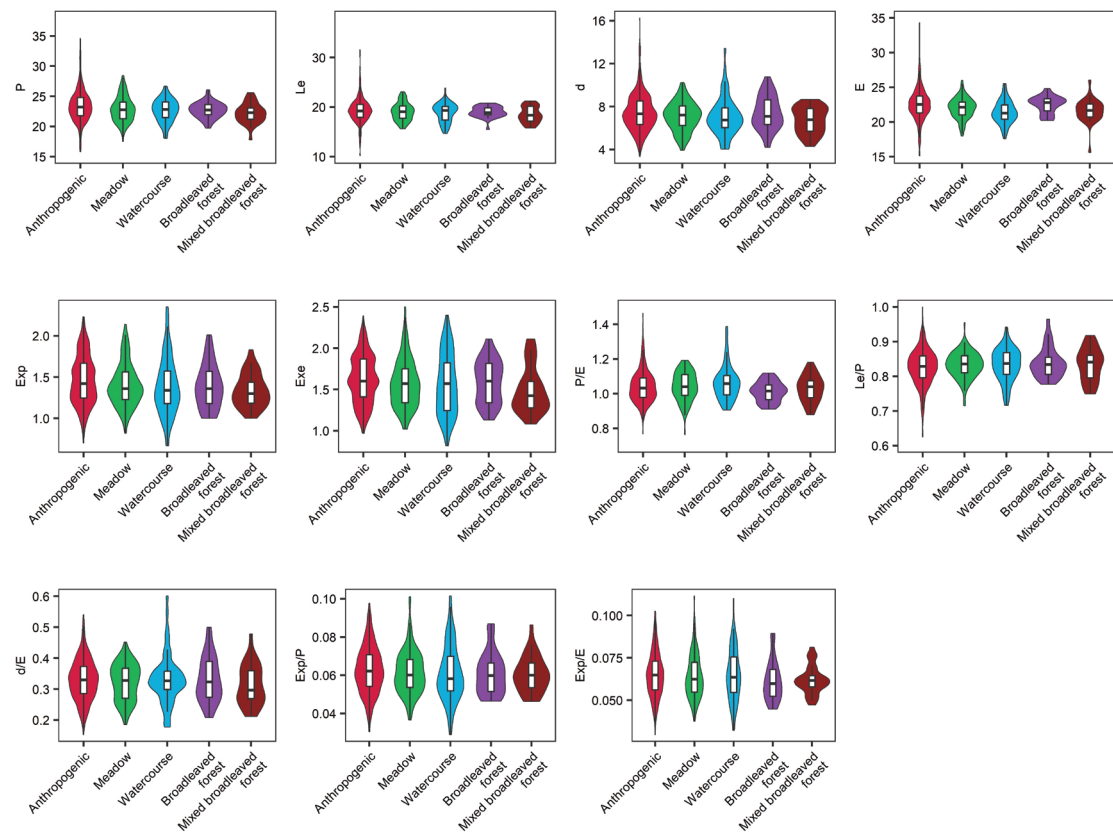 P
35
30
25
20
15
Anthropogenic
Meadow
Watercourse
Broadleaved
forest
Mixed broadleaved
forest
Le
30
20
10
Anthropogenic
Meadow
Watercourse
Broadleaved
forest
Mixed broadleaved
forest
d
16
12
8
4
Anthropogenic
Meadow
Watercourse
Broadleaved
forest
Mixed broadleaved
forest
E
35
30
25
20
15
Anthropogenic
Meadow
Watercourse
Broadleaved
forest
Mixed broadleaved
forest
Exp
2.0
1.5
1.0
Anthropogenic
Meadow
Watercourse
Broadleaved
forest
Mixed broadleaved
forest
Exe
2.5
2.0
1.5
1.0
Anthropogenic
Meadow
Watercourse
Broadleaved
forest
Mixed broadleaved
forest
P/E
1.4
1.2
1.0
0.8
Anthropogenic
Meadow
Watercourse
Broadleaved
forest
Mixed broadleaved
forest
Le/P
1.0
0.9
0.8
0.7
0.6
Anthropogenic
Meadow
Watercourse
Broadleaved
forest
Mixed broadleaved
forest
d/E
0.6
0.5
0.4
0.3
0.2
Anthropogenic
Meadow
Watercourse
Broadleaved
forest
Mixed broadleaved
forest
Exp/P
0.10
0.08
0.06
0.04
Anthropogenic
Meadow
Watercourse
Broadleaved
forest
Mixed broadleaved
forest
Exp/E
0.100
0.075
0.050
Anthropogenic
Meadow
Watercourse
Broadleaved
forest
Mixed broadleaved
forest